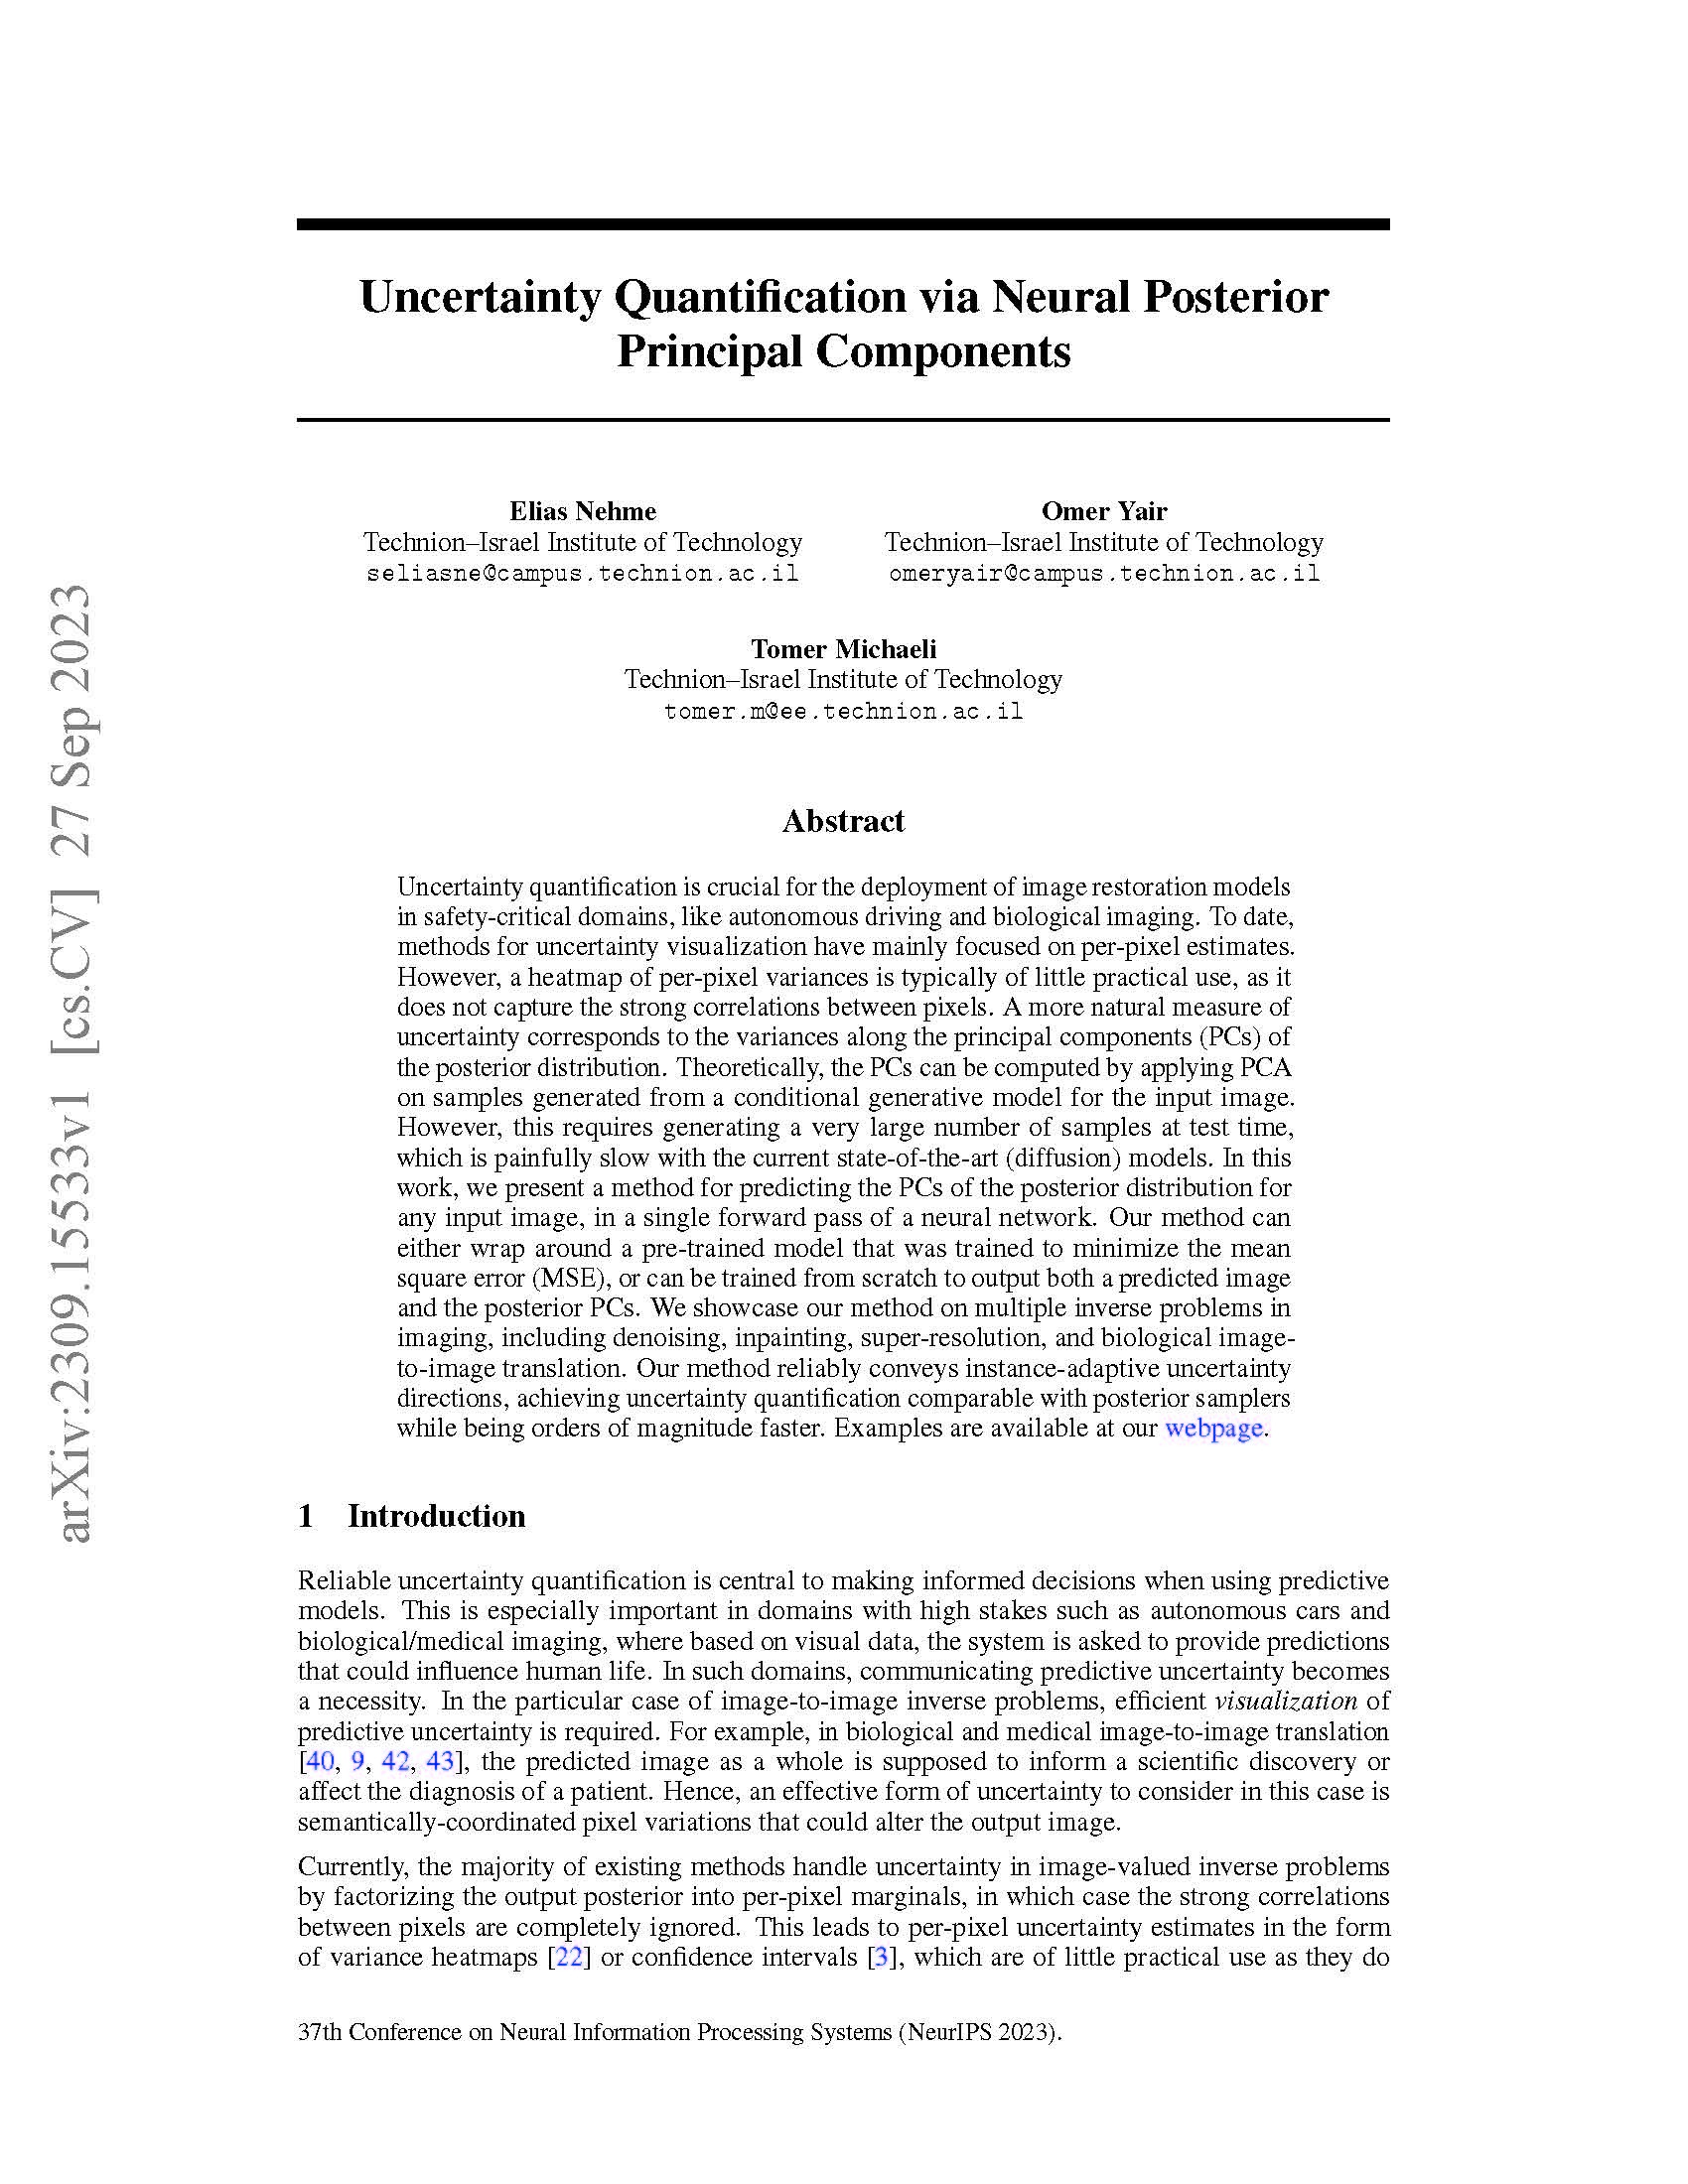 Uncertainty Quantification via Neural Posterior
Principal Components
Elias Nehme
Technion–Israel Institute of Technology
seliasne@campus.technion.ac.il
Omer Yair
Technion–Israel Institute of Technology
omeryair@campus.technion.ac.il
Tomer Michaeli
Technion–Israel Institute of Technology
tomer.m@ee.technion.ac.il
arXiv:2309.15533v1 [cs.CV] 27 Sep 2023
Abstract
Uncertainty quantification is crucial for the deployment of image restoration models
in safety-critical domains, like autonomous driving and biological imaging. To date,
methods for uncertainty visualization have mainly focused on per-pixel estimates.
However, a heatmap of per-pixel variances is typically of little practical use, as it
does not capture the strong correlations between pixels. A more natural measure of
uncertainty corresponds to the variances along the principal components (PCs) of
the posterior distribution. Theoretically, the PCs can be computed by applying PCA
on samples generated from a conditional generative model for the input image.
However, this requires generating a very large number of samples at test time,
which is painfully slow with the current state-of-the-art (diffusion) models. In this
work, we present a method for predicting the PCs of the posterior distribution for
any input image, in a single forward pass of a neural network. Our method can
either wrap around a pre-trained model that was trained to minimize the mean
square error (MSE), or can be trained from scratch to output both a predicted image
and the posterior PCs. We showcase our method on multiple inverse problems in
imaging, including denoising, inpainting, super-resolution, and biological image-
to-image translation. Our method reliably conveys instance-adaptive uncertainty
directions, achieving uncertainty quantification comparable with posterior samplers
while being orders of magnitude faster. Examples are available at our webpage.
1 Introduction
Reliable uncertainty quantification is central to making informed decisions when using predictive
models. This is especially important in domains with high stakes such as autonomous cars and
biological/medical imaging, where based on visual data, the system is asked to provide predictions
that could influence human life. In such domains, communicating predictive uncertainty becomes
a necessity. In the particular case of image-to-image inverse problems, efficient visualization of
predictive uncertainty is required. For example, in biological and medical image-to-image translation
[40, 9, 42, 43], the predicted image as a whole is supposed to inform a scientific discovery or
affect the diagnosis of a patient. Hence, an effective form of uncertainty to consider in this case is
semantically-coordinated pixel variations that could alter the output image.
Currently, the majority of existing methods handle uncertainty in image-valued inverse problems
by factorizing the output posterior into per-pixel marginals, in which case the strong correlations
between pixels are completely ignored. This leads to per-pixel uncertainty estimates in the form
of variance heatmaps [22] or confidence intervals [3], which are of little practical use as they do
37th Conference on Neural Information Processing Systems (NeurIPS 2023).